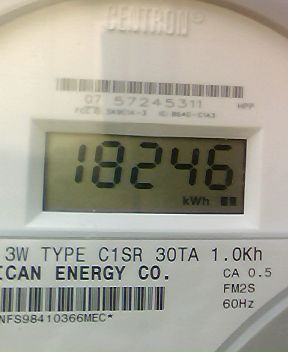 CENTRON®
07 57245311 HPP
18246
kWh
3W TYPE C1SR 30TA 1.0Kh
ICAN ENERGY CO. CA 0.5
FM2S
60Hz
NFS98410366MEC*